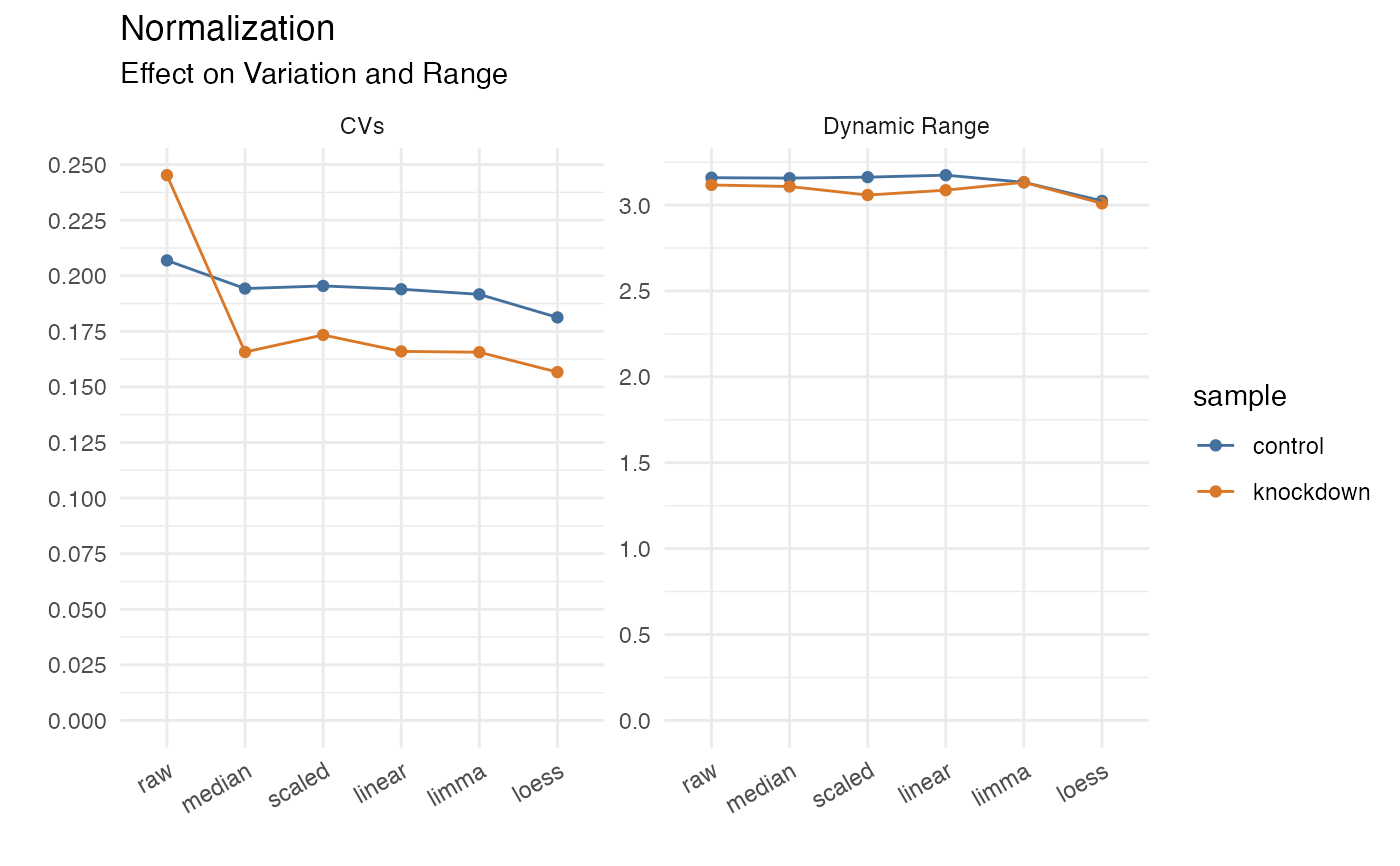 Normalization
Effect on Variation and Range
CVs
0.250
0.225
0.200
0.175
0.150
0.125
0.100
0.075
0.050
0.025
0.000
raw
median
scaled
linear
limma
loess
Dynamic Range
3.0
2.5
2.0
1.5
1.0
0.5
0.0
raw
median
scaled
linear
limma
loess
sample
control
knockdown